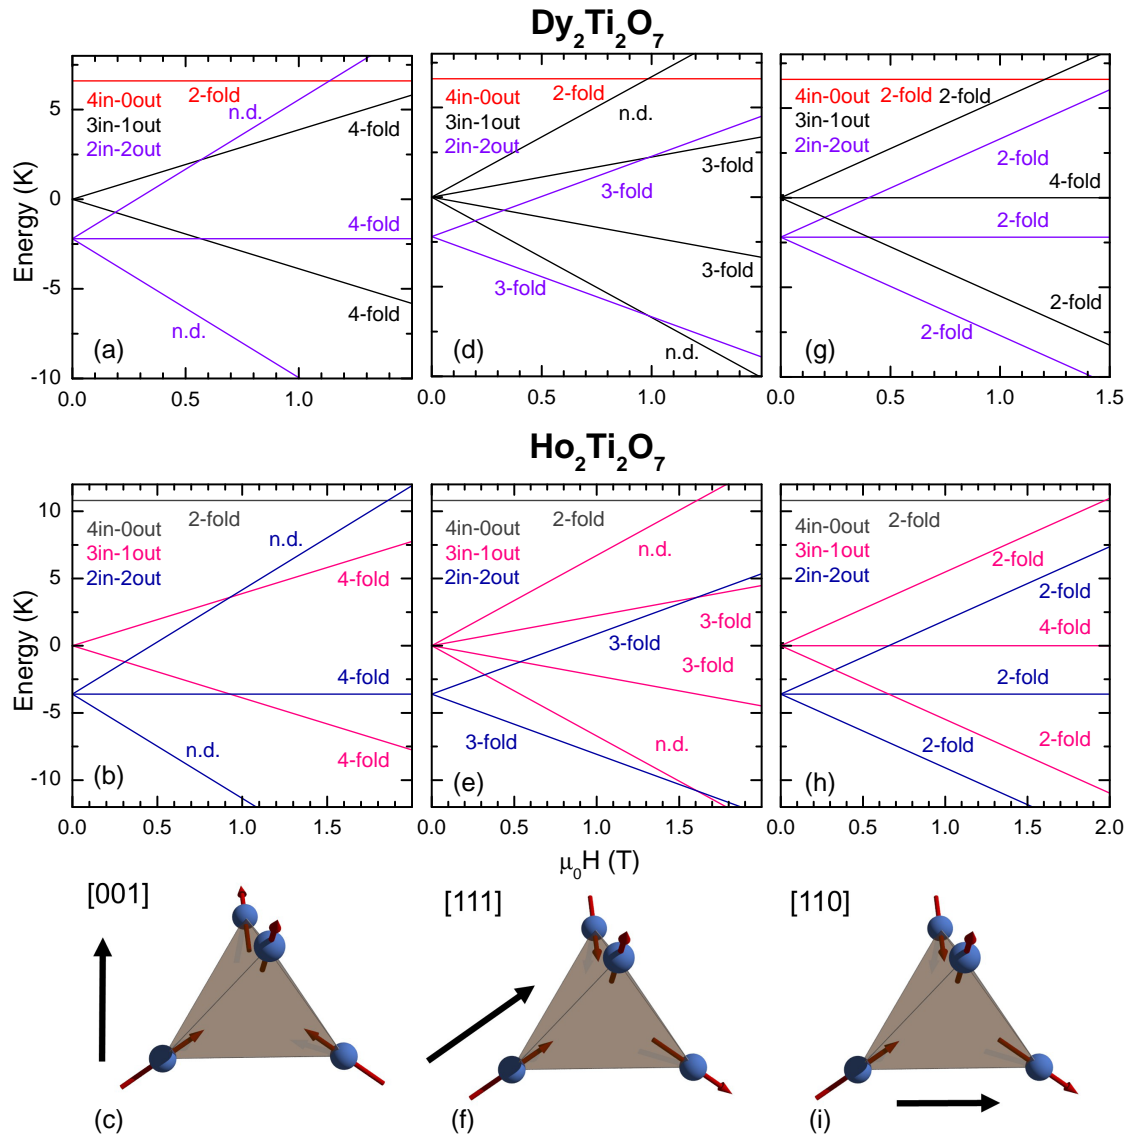 Dy2Ti2O7
Energy (K)
5
0
-5
-10
4in-0out
3in-1out
2in-2out
2-fold
n.d.
4-fold
4-fold
4-fold
n.d.
(a)
0.0 0.5 1.0
4in-0out
3in-1out
2in-2out
2-fold
n.d.
3-fold
3-fold
3-fold
3-fold
n.d.
(d)
0.0 0.5 1.0
4in-0out 2-fold 2-fold
3in-1out
2in-2out
2-fold
4-fold
2-fold
2-fold
2-fold
(g)
0.0 0.5 1.0 1.5
Ho2Ti2O7
Energy (K)
10
5
0
-5
-10
4in-0out
3in-1out
2in-2out
2-fold
n.d.
4-fold
4-fold
4-fold
n.d.
(b)
0.0 0.5 1.0 1.5
4in-0out
3in-1out
2in-2out
2-fold
n.d.
3-fold
3-fold
3-fold
3-fold
n.d.
(e)
0.0 0.5 1.0 1.5
4in-0out
3in-1out
2in-2out
2-fold
2-fold
2-fold
4-fold
2-fold
2-fold
2-fold
(h)
0.0 0.5 1.0 1.5 2.0
μ0H (T)
[001]
(c)
[111]
(f)
[110]
(i)